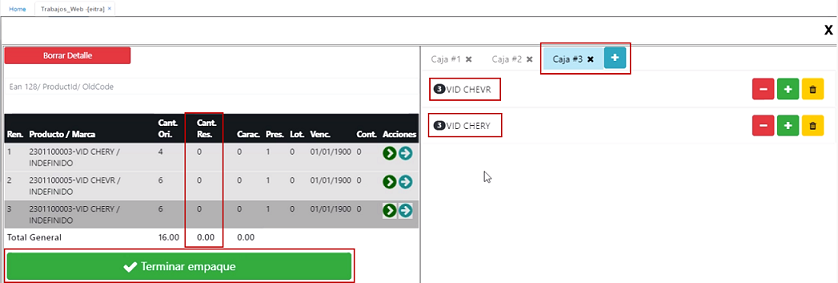 Home
Trabajos_Web -[extra] ×
X
Borrar Detalle
Ean 128/ ProductId/ OldCode
Ren. Producto / Marca Cant. Ori. Cant. Res. Carac. Pres. Lot. Venc. Cont. Acciones
1 2301100003-VID CHERY / INDEFINIDO 4 0 0 1 0 01/01/1900 0
2 2301100005-VID CHEVR / INDEFINIDO 6 0 0 1 0 01/01/1900 0
3 2301100003-VID CHERY / INDEFINIDO 6 0 0 1 0 01/01/1900 0
Total General 16.00 0.00 0.00
Terminar empaque
Caja #1 × Caja #2 × Caja #3 × +
3 VID CHEVR − +
3 VID CHERY − +